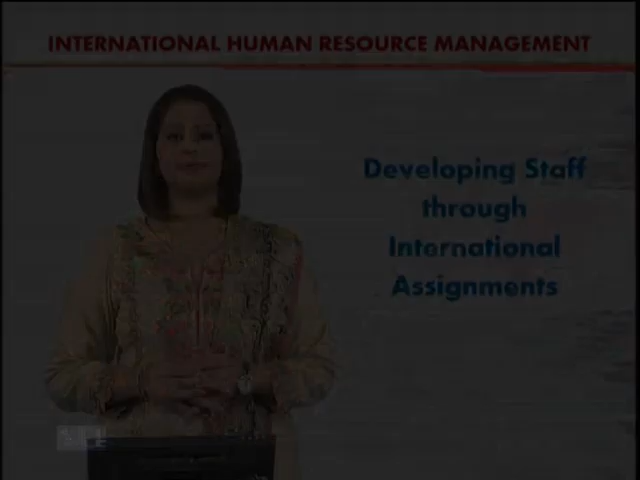 INTERNATIONAL HUMAN RESOURCE MANAGEMENT
Developing Staff
through
International
Assignments